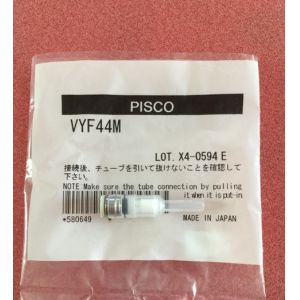 PISCO
VYF44M
LOT. X4-0594 E
接続後、チューブを引いて抜けないことを確認して
下さい。
NOTE Make sure the tube connection by pulling
it when it is put-in.
*580649
MADE IN JAPAN